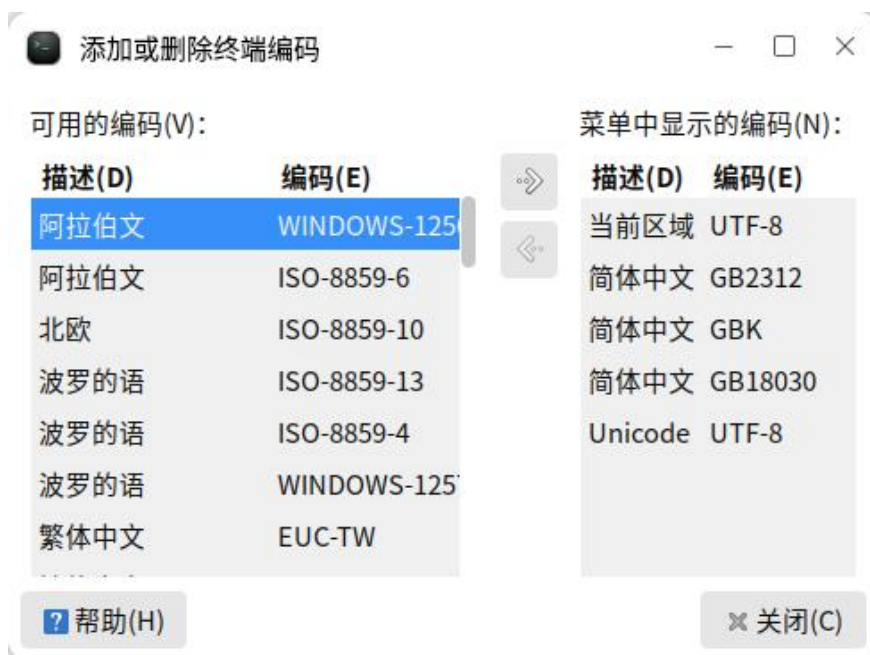 添加或删除终端编码
可用的编码(V)：
描述(D) 编码(E)
阿拉伯文 WINDOWS-125
阿拉伯文 ISO-8859-6
北欧 ISO-8859-10
波罗的语 ISO-8859-13
波罗的语 ISO-8859-4
波罗的语 WINDOWS-125
繁体中文 EUC-TW
菜单中显示的编码(N)：
描述(D) 编码(E)
当前区域 UTF-8
简体中文 GB2312
简体中文 GBK
简体中文 GB18030
Unicode UTF-8
帮助(H)
关闭(C)